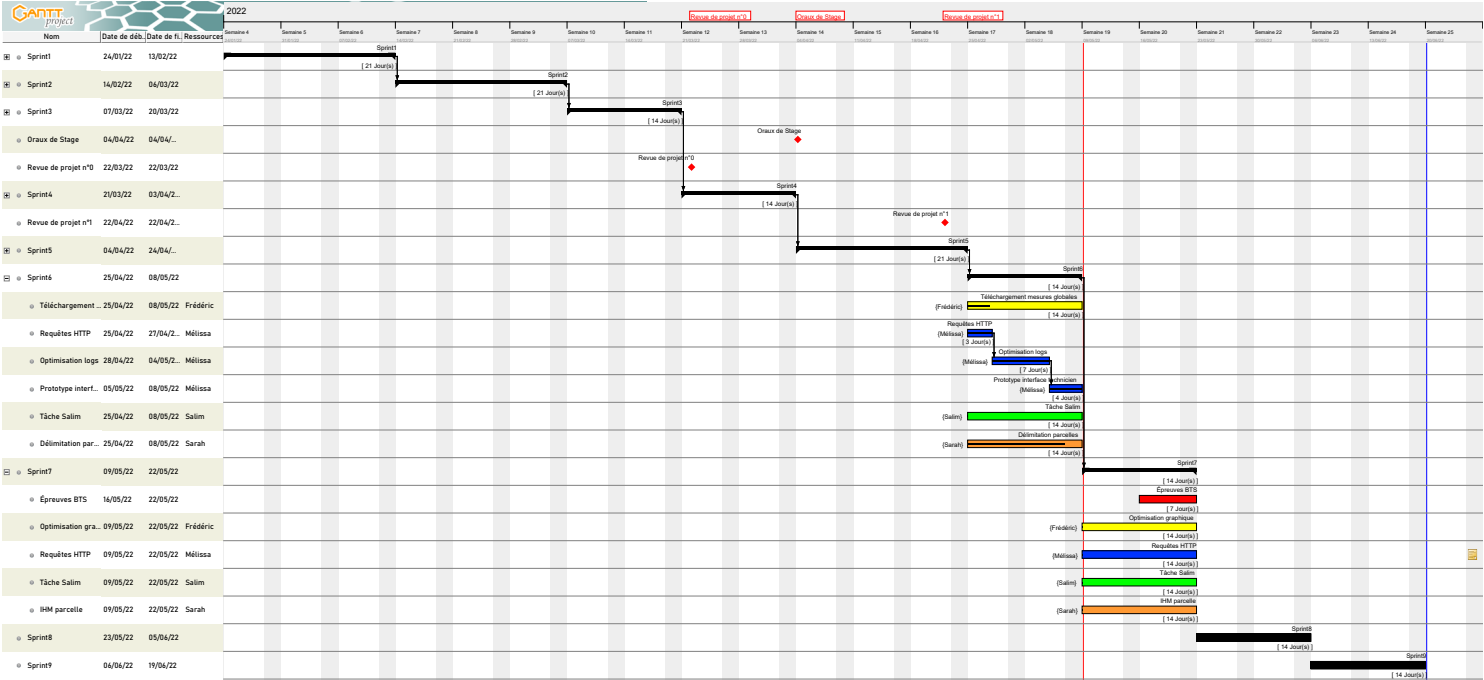 GANTT
project
2022
Revue de projet n°0
Oraux de Stage
Revue de projet n°1
Nom Date de déb.. Date de fi.. Ressources
Semaine 4 Semaine 5 Semaine 6 Semaine 7 Semaine 8 Semaine 9 Semaine 10 Semaine 11 Semaine 12 Semaine 13 Semaine 14 Semaine 15 Semaine 16 Semaine 17 Semaine 18 Semaine 19 Semaine 20 Semaine 21 Semaine 22 Semaine 23 Semaine 24 Semaine 25
Sprint1 24/01/22 13/02/22
Sprint1
[ 21 Jour(s) ]
Sprint2 14/02/22 06/03/22
Sprint2
[ 21 Jour(s) ]
Sprint3 07/03/22 20/03/22
Sprint3
[ 14 Jour(s) ]
Oraux de Stage 04/04/22 04/04/...
Oraux de Stage
Revue de projet n°0 22/03/22 22/03/22
Revue de projet n°0
Sprint4 21/03/22 03/04/2...
Sprint4
[ 14 Jour(s) ]
Revue de projet n°1 22/04/22 22/04/2...
Revue de projet n°1
Sprint5 04/04/22 24/04/...
Sprint5
[ 21 Jour(s) ]
Sprint6 25/04/22 08/05/22
Sprint6
[ 14 Jour(s) ]
Téléchargement ... 25/04/22 08/05/22 Frédéric
Téléchargement mesures globales
{Frédéric}
[ 14 Jour(s) ]
Requêtes HTTP 25/04/22 27/04/2... Mélissa
Requêtes HTTP
{Mélissa}
[ 3 Jour(s) ]
Optimisation logs 28/04/22 04/05/2... Mélissa
Optimisation logs
{Mélissa}
[ 7 Jour(s) ]
Prototype interf... 05/05/22 08/05/22 Mélissa
Prototype interface technicien
{Mélissa}
[ 4 Jour(s) ]
Tâche Salim 25/04/22 08/05/22 Salim
Tâche Salim
{Salim}
[ 14 Jour(s) ]
Délimitation par... 25/04/22 08/05/22 Sarah
Délimitation parcelles
{Sarah}
[ 14 Jour(s) ]
Sprint7 09/05/22 22/05/22
Sprint7
[ 14 Jour(s) ]
Épreuves BTS 16/05/22 22/05/22
Épreuves BTS
[ 7 Jour(s) ]
Optimisation gra... 09/05/22 22/05/22 Frédéric
Optimisation graphique
{Frédéric}
[ 14 Jour(s) ]
Requêtes HTTP 09/05/22 22/05/22 Mélissa
Requêtes HTTP
{Mélissa}
[ 14 Jour(s) ]
Tâche Salim 09/05/22 22/05/22 Salim
Tâche Salim
{Salim}
[ 14 Jour(s) ]
IHM parcelle 09/05/22 22/05/22 Sarah
IHM parcelle
{Sarah}
[ 14 Jour(s) ]
Sprint8 23/05/22 05/06/22
Sprint8
[ 14 Jour(s) ]
Sprint9 06/06/22 19/06/22
Sprint9
[ 14 Jour(s) ]